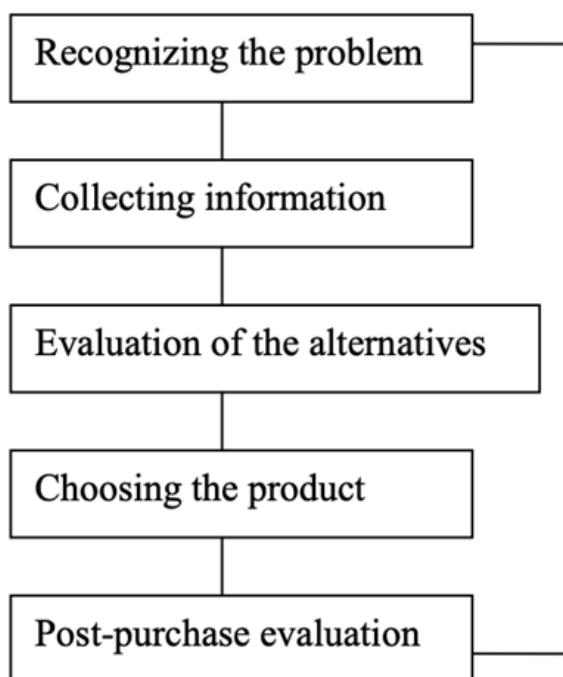 Recognizing the problem
Collecting information
Evaluation of the alternatives
Choosing the product
Post-purchase evaluation